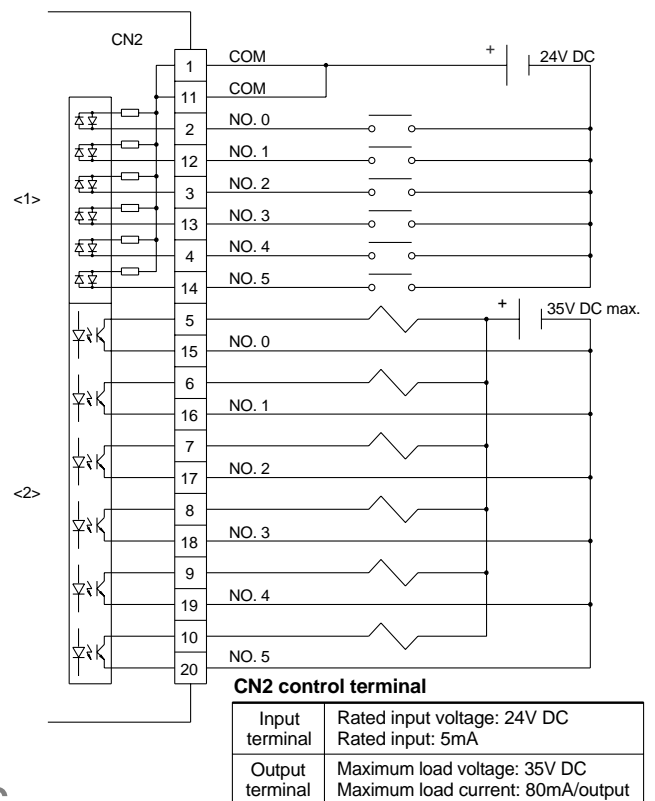 CN2
1 COM + 24V DC
11 COM
2 NO. 0
12 NO. 1
3 NO. 2
<1>
13 NO. 3
4 NO. 4
14 NO. 5
5 + 35V DC max.
15 NO. 0
6
16 NO. 1
7
17 NO. 2
<2>
8
18 NO. 3
9
19 NO. 4
10
20 NO. 5
CN2 control terminal
Input terminal
Rated input voltage: 24V DC
Rated input: 5mA
Output terminal
Maximum load voltage: 35V DC
Maximum load current: 80mA/output